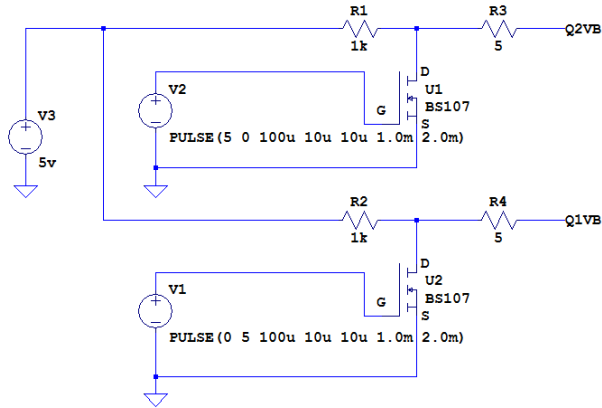 R1
1k
R3
5
Q2VB
V3
5v
V2
D
U1
G
BS107
S
PULSE(5 0 100u 10u 10u 1.0m 2.0m)
R2
1k
R4
5
Q1VB
V1
D
U2
G
BS107
S
PULSE(0 5 100u 10u 10u 1.0m 2.0m)